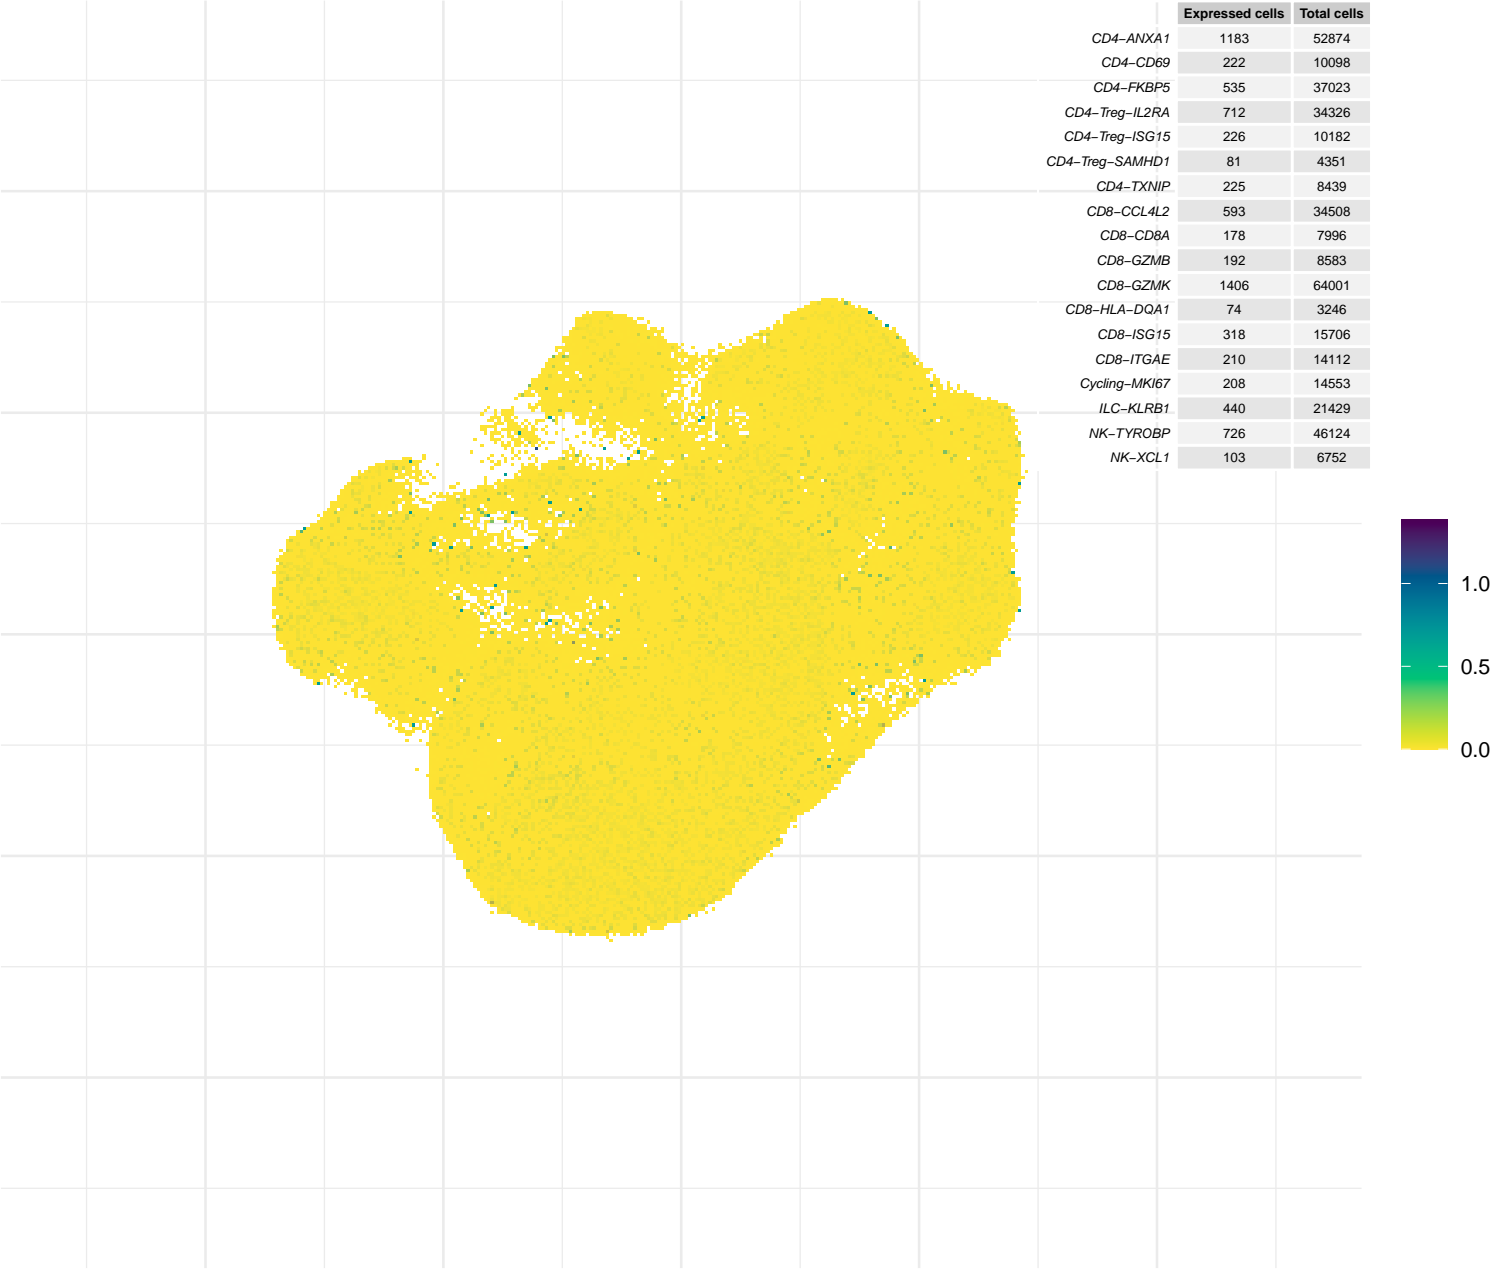 Expressed cells Total cells
CD4−ANXA1 1183 52874
CD4−CD69 222 10098
CD4−FKBP5 535 37023
CD4−Treg−IL2RA 712 34326
CD4−Treg−ISG15 226 10182
CD4−Treg−SAMHD1 81 4351
CD4−TXNIP 225 8439
CD8−CCL4L2 593 34508
CD8−CD8A 178 7996
CD8−GZMB 192 8583
CD8−GZMK 1406 64001
CD8−HLA−DQA1 74 3246
CD8−ISG15 318 15706
CD8−ITGAE 210 14112
Cycling−MKI67 208 14553
ILC−KLRB1 440 21429
NK−TYROBP 726 46124
NK−XCL1 103 6752
1.0
0.5
0.0